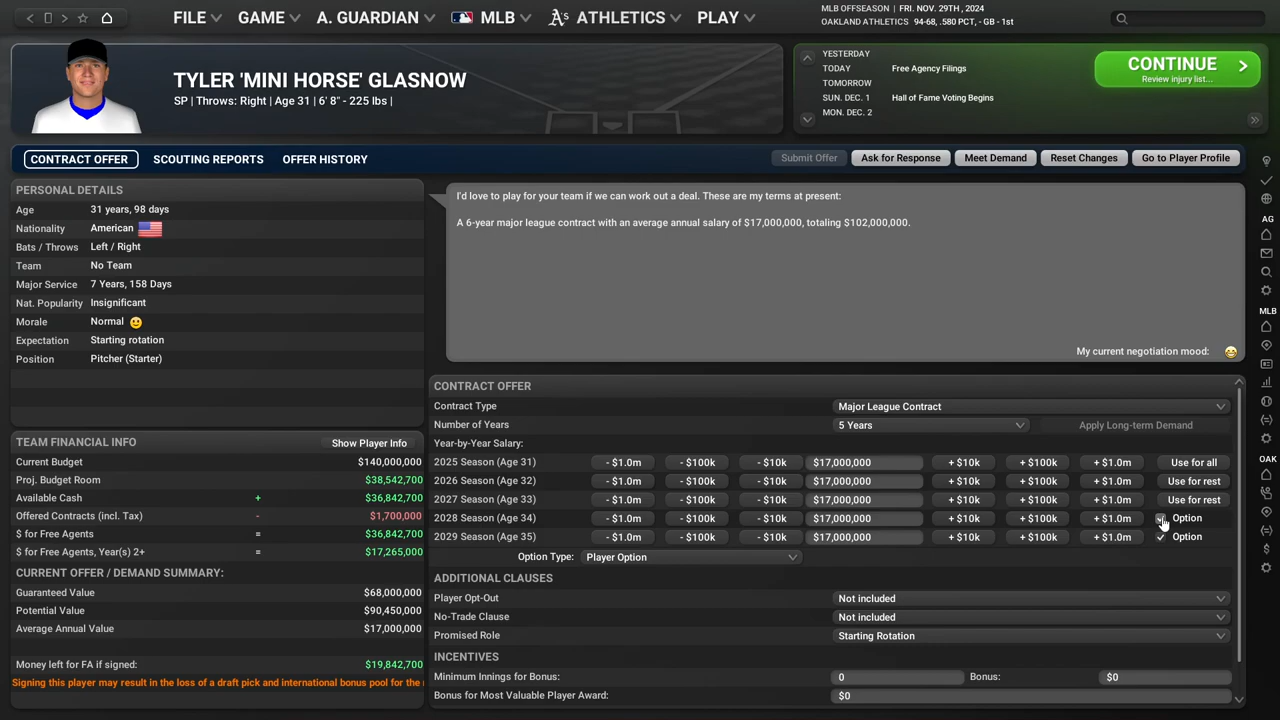 FILE GAME A. GUARDIAN MLB A's ATHLETICS PLAY
MLB OFFSEASON | FRI. NOV. 29TH , 2024
OAKLAND ATHLETICS 94-68, .580 PCT, - GB - 1st
TYLER 'MINI HORSE' GLASNOW
SP | Throws: Right | Age 31 | 6' 8" - 225 lbs |
YESTERDAY
TODAY Free Agency Filings
TOMORROW
SUN. DEC. 1 Hall of Fame Voting Begins
MON. DEC. 2
CONTINUE
Review injury list...
CONTRACT OFFER SCOUTING REPORTS OFFER HISTORY
Submit Offer Ask for Response Meet Demand Reset Changes Go to Player Profile
PERSONAL DETAILS
Age 31 years, 98 days
Nationality American
Bats / Throws Left / Right
Team No Team
Major Service 7 Years, 158 Days
Nat. Popularity Insignificant
Morale Normal
Expectation Starting rotation
Position Pitcher (Starter)
I'd love to play for your team if we can work out a deal. These are my terms at present:
A 6-year major league contract with an average annual salary of $17,000,000, totaling $102,000,000.
My current negotiation mood:
TEAM FINANCIAL INFO Show Player Info
Current Budget $140,000,000
Proj. Budget Room $38,542,700
Available Cash + $36,842,700
Offered Contracts (incl. Tax) - $1,700,000
$ for Free Agents = $36,842,700
$ for Free Agents, Year(s) 2+ = $17,265,000
CURRENT OFFER / DEMAND SUMMARY:
Guaranteed Value $68,000,000
Potential Value $90,450,000
Average Annual Value $17,000,000
Money left for FA if signed: $19,842,700
Signing this player may result in the loss of a draft pick and international bonus pool for the
CONTRACT OFFER
Contract Type Major League Contract
Number of Years 5 Years Apply Long-term Demand
Year-by-Year Salary:
2025 Season (Age 31) - $1.0m - $100k - $10k $17,000,000 + $10k + $100k + $1.0m Use for all
2026 Season (Age 32) - $1.0m - $100k - $10k $17,000,000 + $10k + $100k + $1.0m Use for rest
2027 Season (Age 33) - $1.0m - $100k - $10k $17,000,000 + $10k + $100k + $1.0m Use for rest
2028 Season (Age 34) - $1.0m - $100k - $10k $17,000,000 + $10k + $100k + $1.0m Option
2029 Season (Age 35) - $1.0m - $100k - $10k $17,000,000 + $10k + $100k + $1.0m Option
Option Type: Player Option
ADDITIONAL CLAUSES
Player Opt-Out Not included
No-Trade Clause Not included
Promised Role Starting Rotation
INCENTIVES
Minimum Innings for Bonus: 0 Bonus: $0
Bonus for Most Valuable Player Award: $0
AG
MLB
OAK